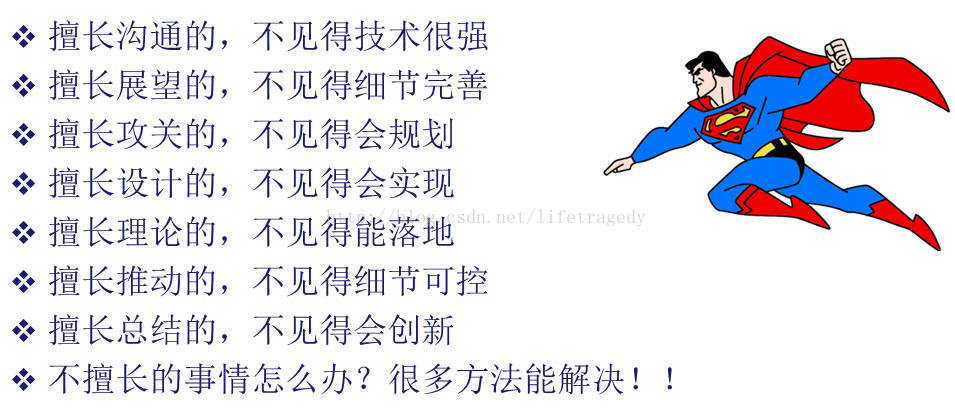 ❖ 擅长沟通的，不见得技术很强
❖ 擅长展望的，不见得细节完善
❖ 擅长攻关的，不见得会规划
❖ 擅长设计的，不见得会实现
http://blog.csdn.net/lifetragedy
❖ 擅长理论的，不见得能落地
❖ 擅长推动的，不见得细节可控
❖ 擅长总结的，不见得会创新
❖ 不擅长的事情怎么办？很多方法能解决！！
S